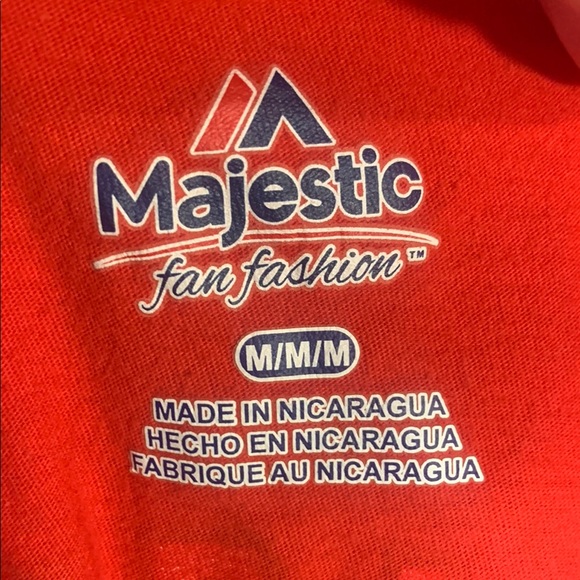 Majestic
fan fashion™
M/M/M
MADE IN NICARAGUA
HECHO EN NICARAGUA
FABRIQUE AU NICARAGUA